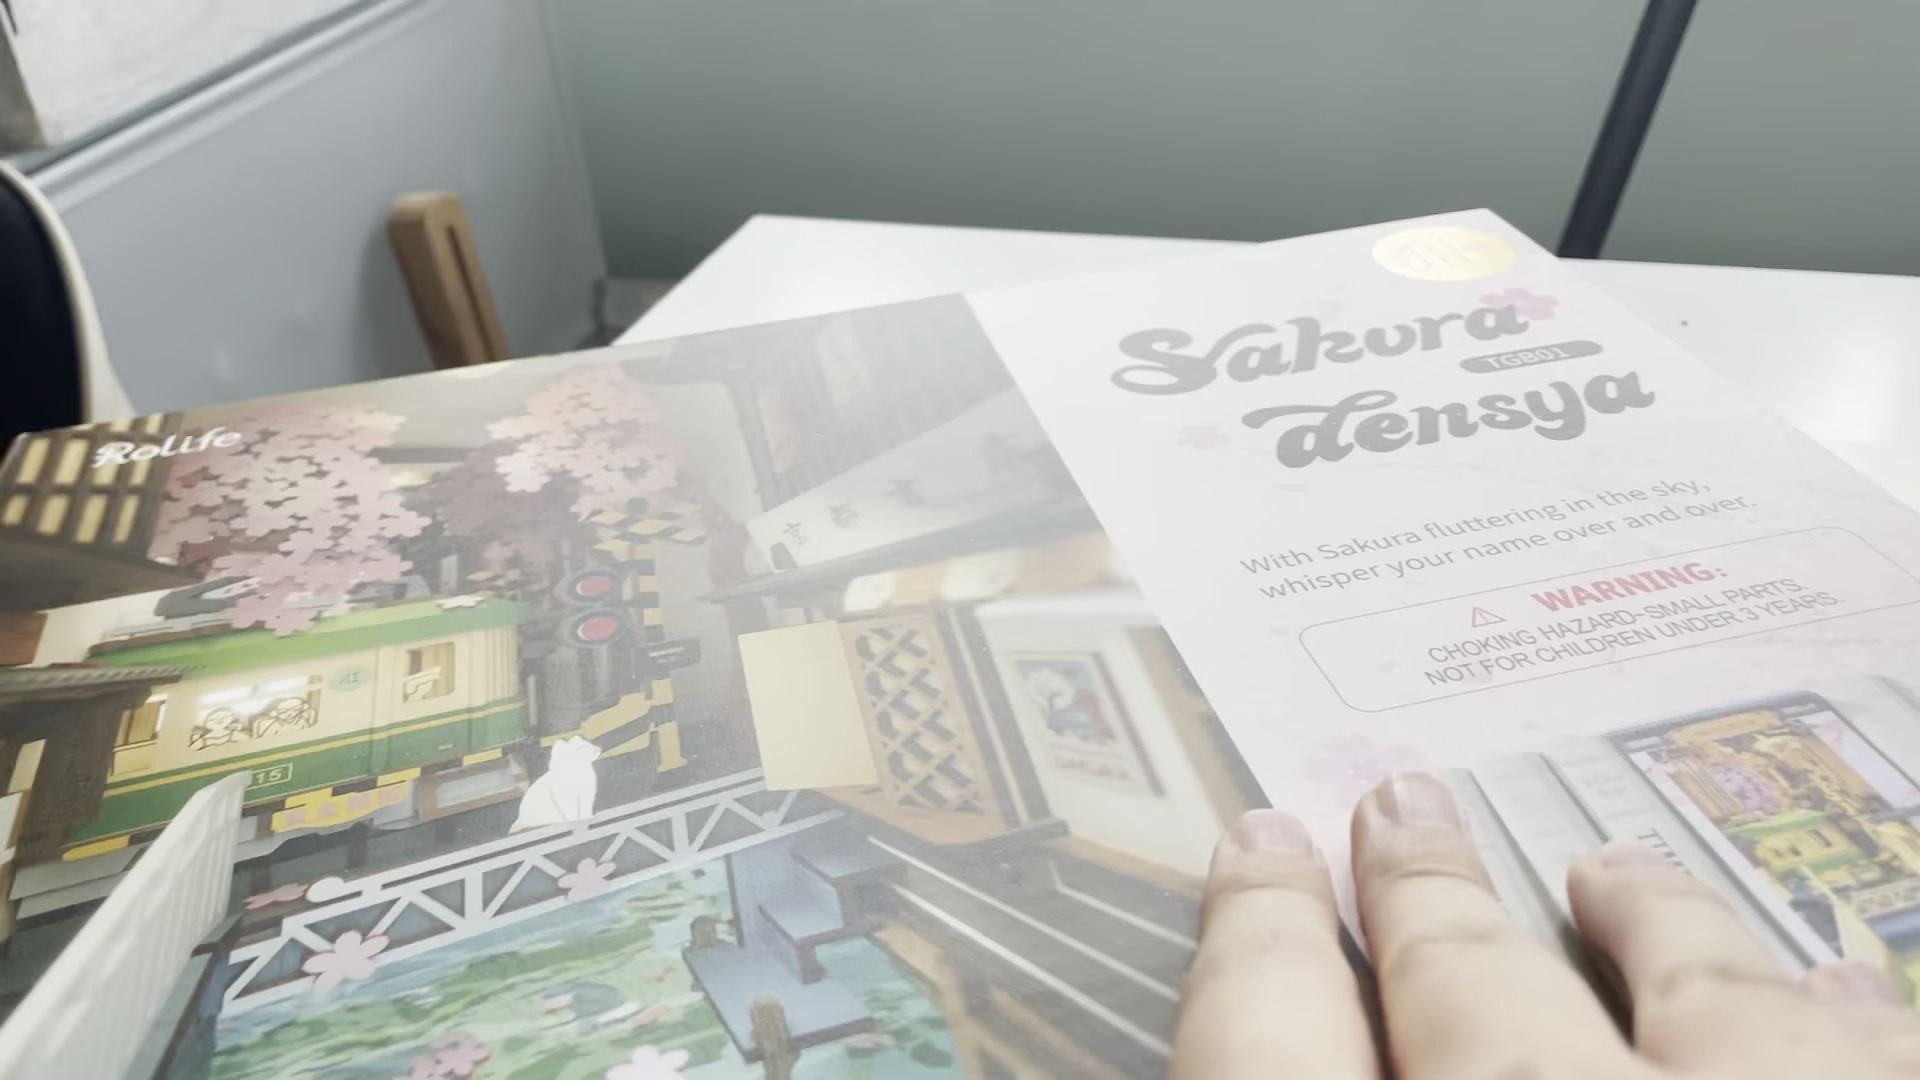 Rolife
Sakura
TGB01
densya
With Sakura fluttering in the sky,
whisper your name over and over.
WARNING:
CHOKING HAZARD-SMALL PARTS.
NOT FOR CHILDREN UNDER 3 YEARS.
15